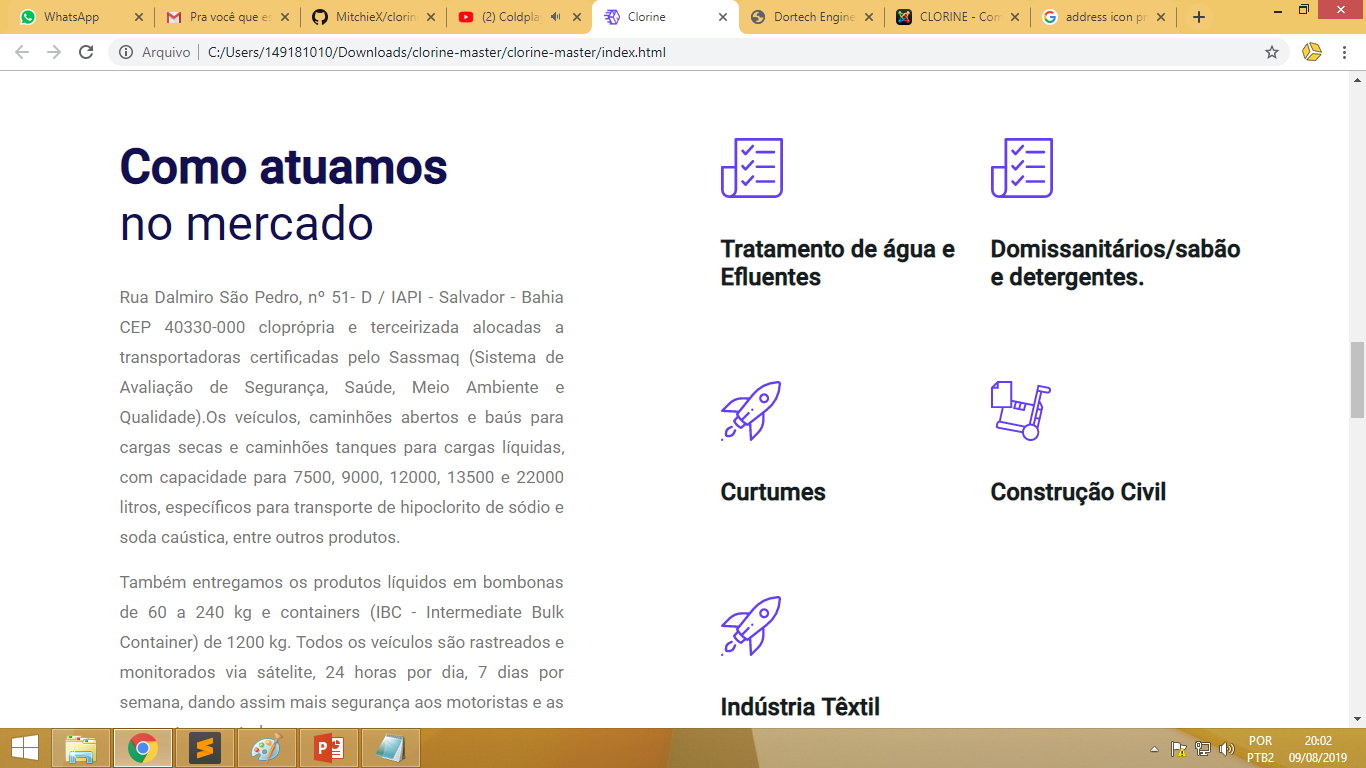 WhatsApp
Pra você que es
MitchieX/clorin
(2) Coldpla
Clorine
Dortech Engine
CLORINE - Com
address icon pr
Arquivo
C:/Users/149181010/Downloads/clorine-master/clorine-master/index.html
Como atuamos
no mercado
Rua Dalmiro São Pedro, nº 51- D / IAPI - Salvador - Bahia
CEP 40330-000 cloprópria e terceirizada alocadas a
transportadoras certificadas pelo Sassmaq (Sistema de
Avaliação de Segurança, Saúde, Meio Ambiente e
Qualidade).Os veículos, caminhões abertos e baús para
cargas secas e caminhões tanques para cargas líquidas,
com capacidade para 7500, 9000, 12000, 13500 e 22000
litros, específicos para transporte de hipoclorito de sódio e
soda caústica, entre outros produtos.
Também entregamos os produtos líquidos em bombonas
de 60 a 240 kg e containers (IBC - Intermediate Bulk
Container) de 1200 kg. Todos os veículos são rastreados e
monitorados via sátelite, 24 horas por dia, 7 dias por
semana, dando assim mais segurança aos motoristas e as
Tratamento de água e
Efluentes
Domissanitários/sabão
e detergentes.
Curtumes
Construção Civil
Indústria Têxtil
POR
PTB2
20:02
09/08/2019